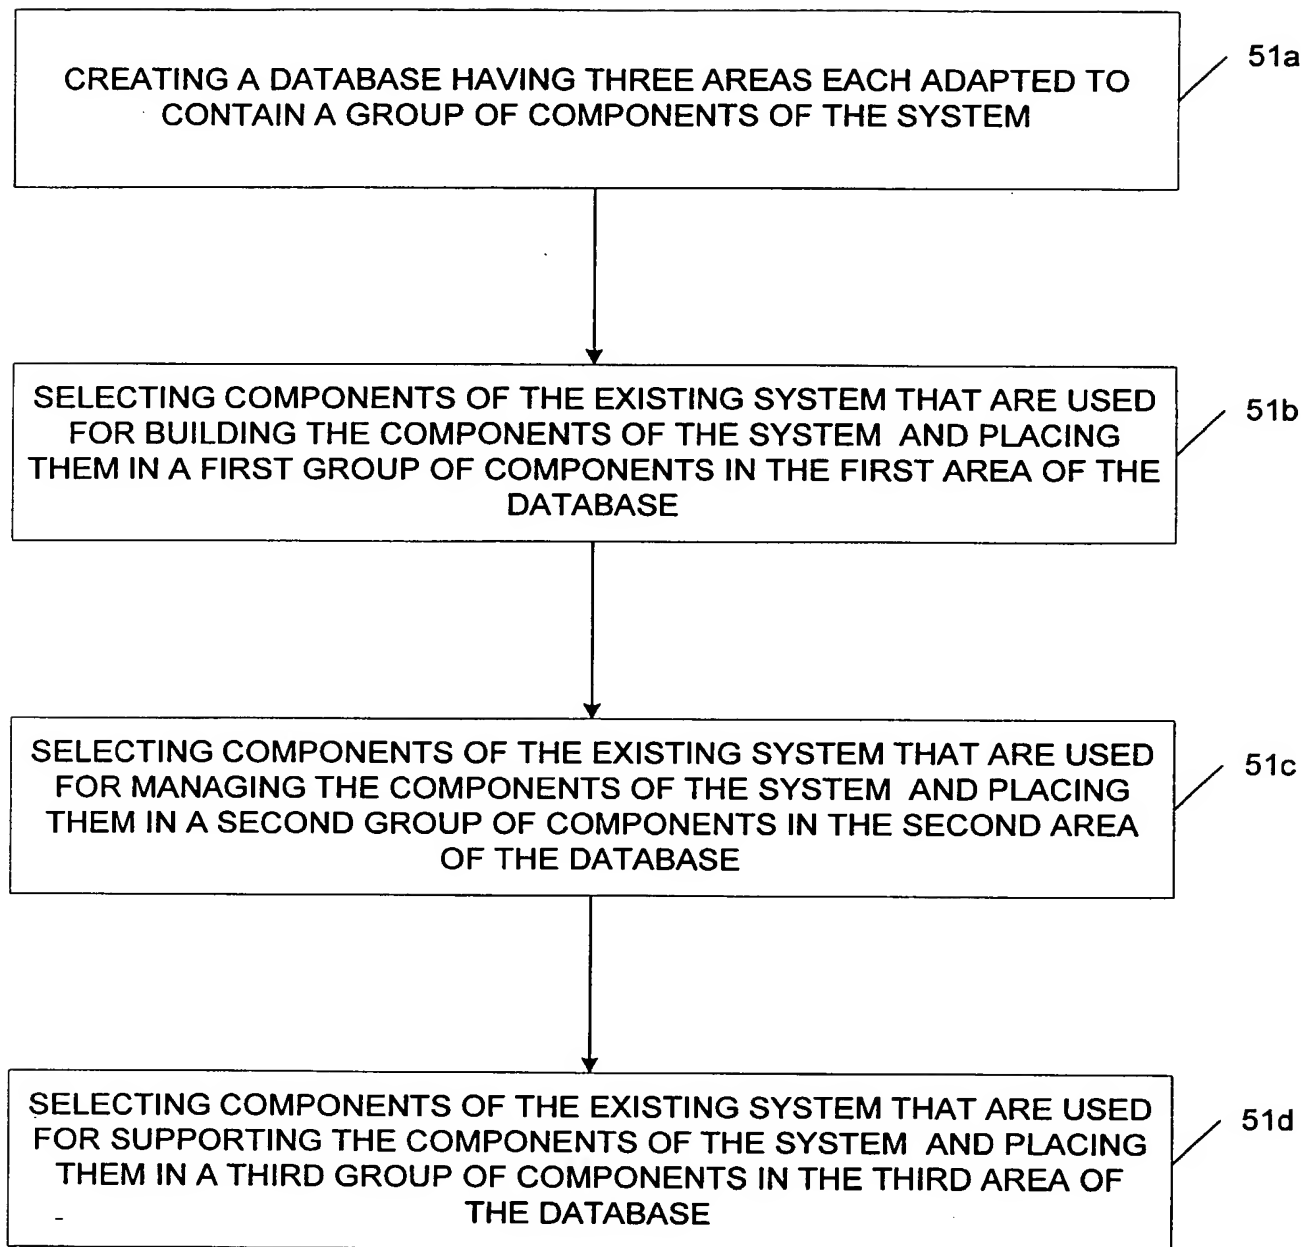 CREATING A DATABASE HAVING THREE AREAS EACH ADAPTED TO
CONTAIN A GROUP OF COMPONENTS OF THE SYSTEM
51a
SELECTING COMPONENTS OF THE EXISTING SYSTEM THAT ARE USED
FOR BUILDING THE COMPONENTS OF THE SYSTEM AND PLACING
THEM IN A FIRST GROUP OF COMPONENTS IN THE FIRST AREA OF THE
DATABASE
51b
SELECTING COMPONENTS OF THE EXISTING SYSTEM THAT ARE USED
FOR MANAGING THE COMPONENTS OF THE SYSTEM AND PLACING
THEM IN A SECOND GROUP OF COMPONENTS IN THE SECOND AREA
OF THE DATABASE
51c
SELECTING COMPONENTS OF THE EXISTING SYSTEM THAT ARE USED
FOR SUPPORTING THE COMPONENTS OF THE SYSTEM AND PLACING
THEM IN A THIRD GROUP OF COMPONENTS IN THE THIRD AREA OF
THE DATABASE
51d